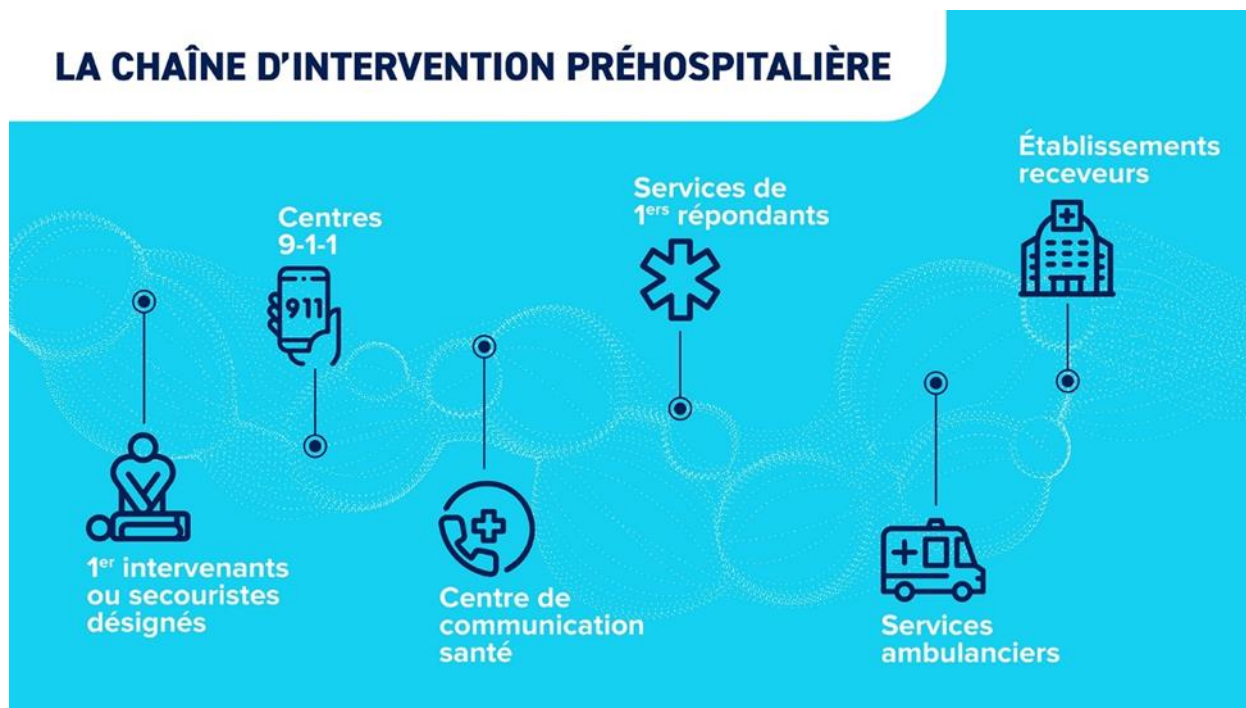 LA CHAÎNE D'INTERVENTION PRÉHOSPITALIÈRE
1er intervenants
ou secouristes
désignés
Centres
9-1-1
911
Centre de
communication
santé
Services de
1ers répondants
Services
ambulanciers
Établissements
receveurs